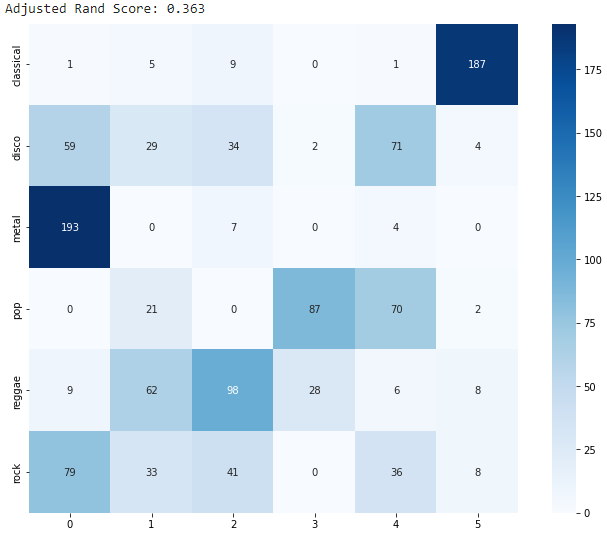 Adjusted Rand Score: 0.363
classical 1 5 9 0 1 187
disco 59 29 34 2 71 4
metal 193 0 7 0 4 0
pop 0 21 0 87 70 2
reggae 9 62 98 28 6 8
rock 79 33 41 0 36 8
0 1 2 3 4 5
175
150
125
100
75
50
25
0